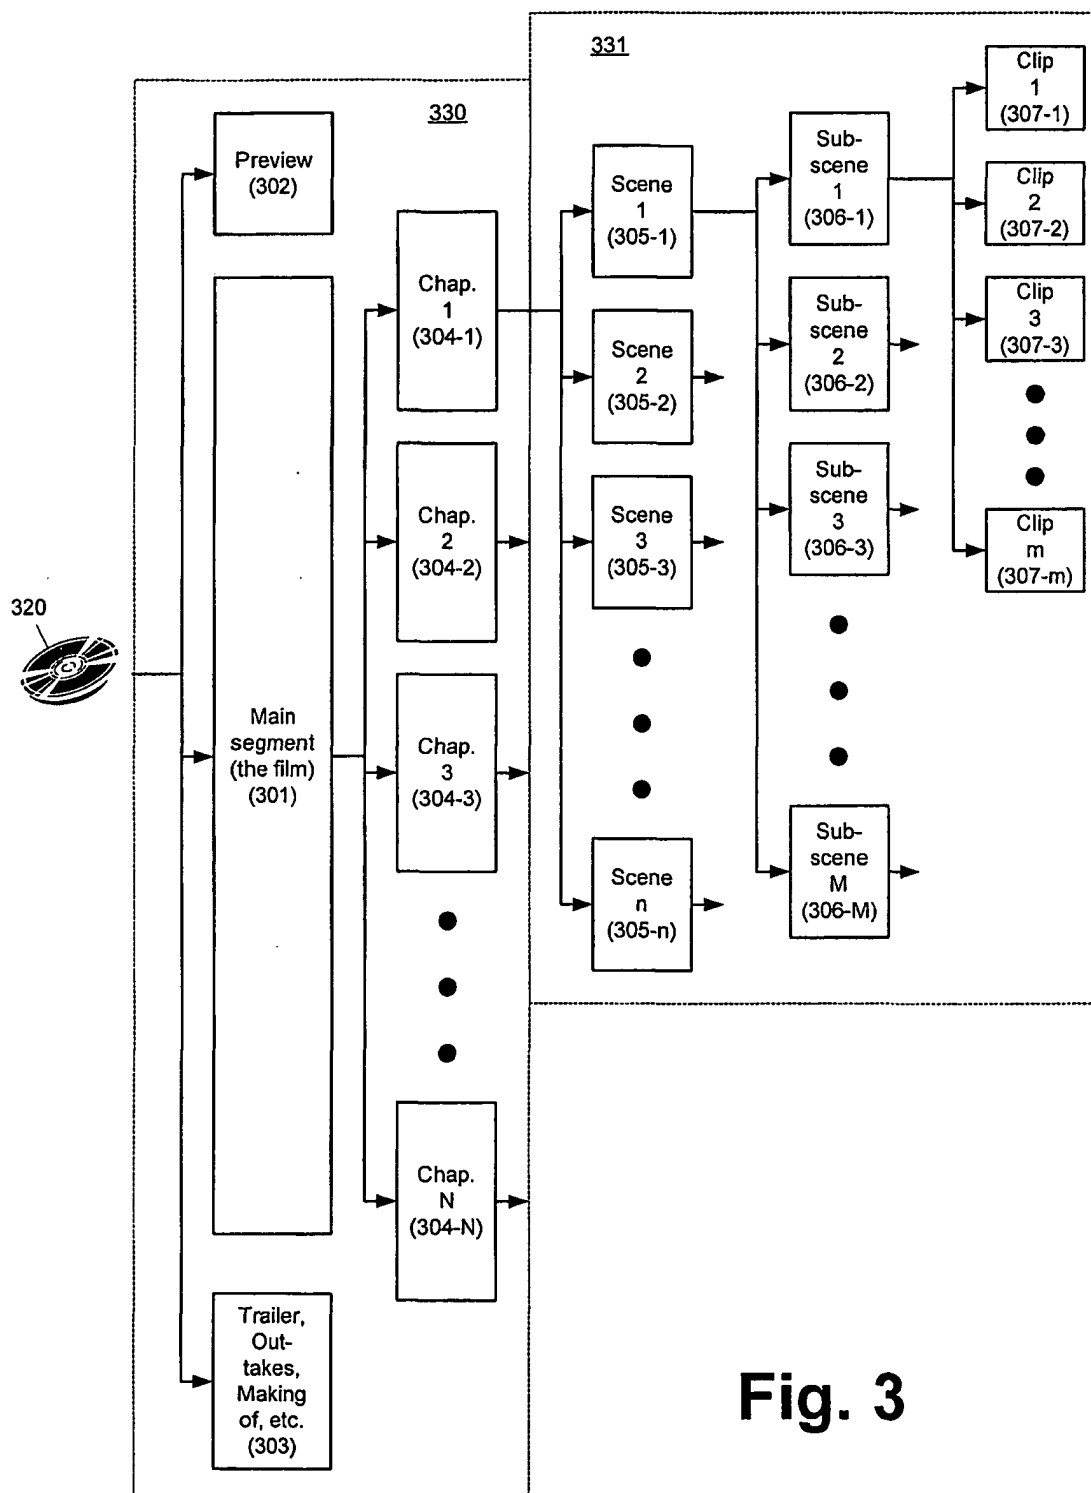 331
330
320
Preview
(302)
Main
segment
(the film)
(301)
Trailer,
Out-
takes,
Making
of, etc.
(303)
Chap.
1
(304-1)
Chap.
2
(304-2)
Chap.
3
(304-3)
Chap.
N
(304-N)
Scene
1
(305-1)
Scene
2
(305-2)
Scene
3
(305-3)
Scene
n
(305-n)
Sub-
scene
1
(306-1)
Sub-
scene
2
(306-2)
Sub-
scene
3
(306-3)
Sub-
scene
M
(306-M)
Clip
1
(307-1)
Clip
2
(307-2)
Clip
3
(307-3)
Clip
m
(307-m)
Fig. 3